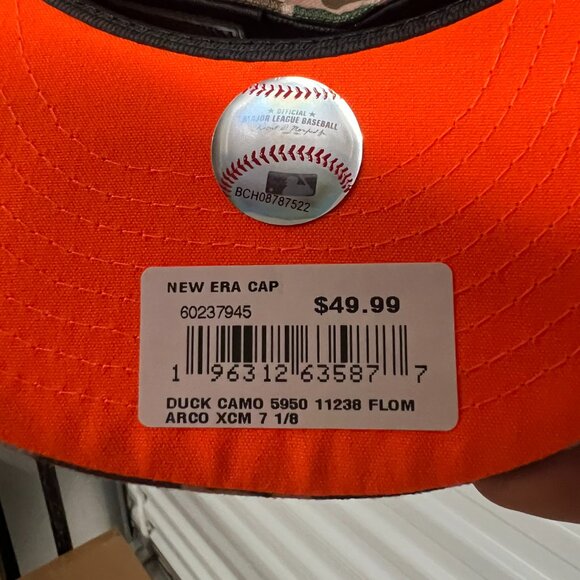 OFFICIAL
MAJOR LEAGUE BASEBALL
BCH08787522
NEW ERA CAP
60237945 $49.99
1 96312 63587 7
DUCK CAMO 5950 11238 FLOM
ARCO XCM 7 1/8